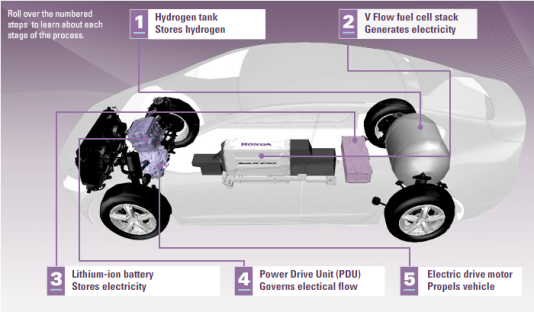 Roll over the numbered
steps to learn about each
stage of the process.
1 Hydrogen tank
Stores hydrogen
2 V Flow fuel cell stack
Generates electricity
HONDA
3 Lithium-ion battery
Stores electricity
4 Power Drive Unit (PDU)
Governs electical flow
5 Electric drive motor
Propels vehicle